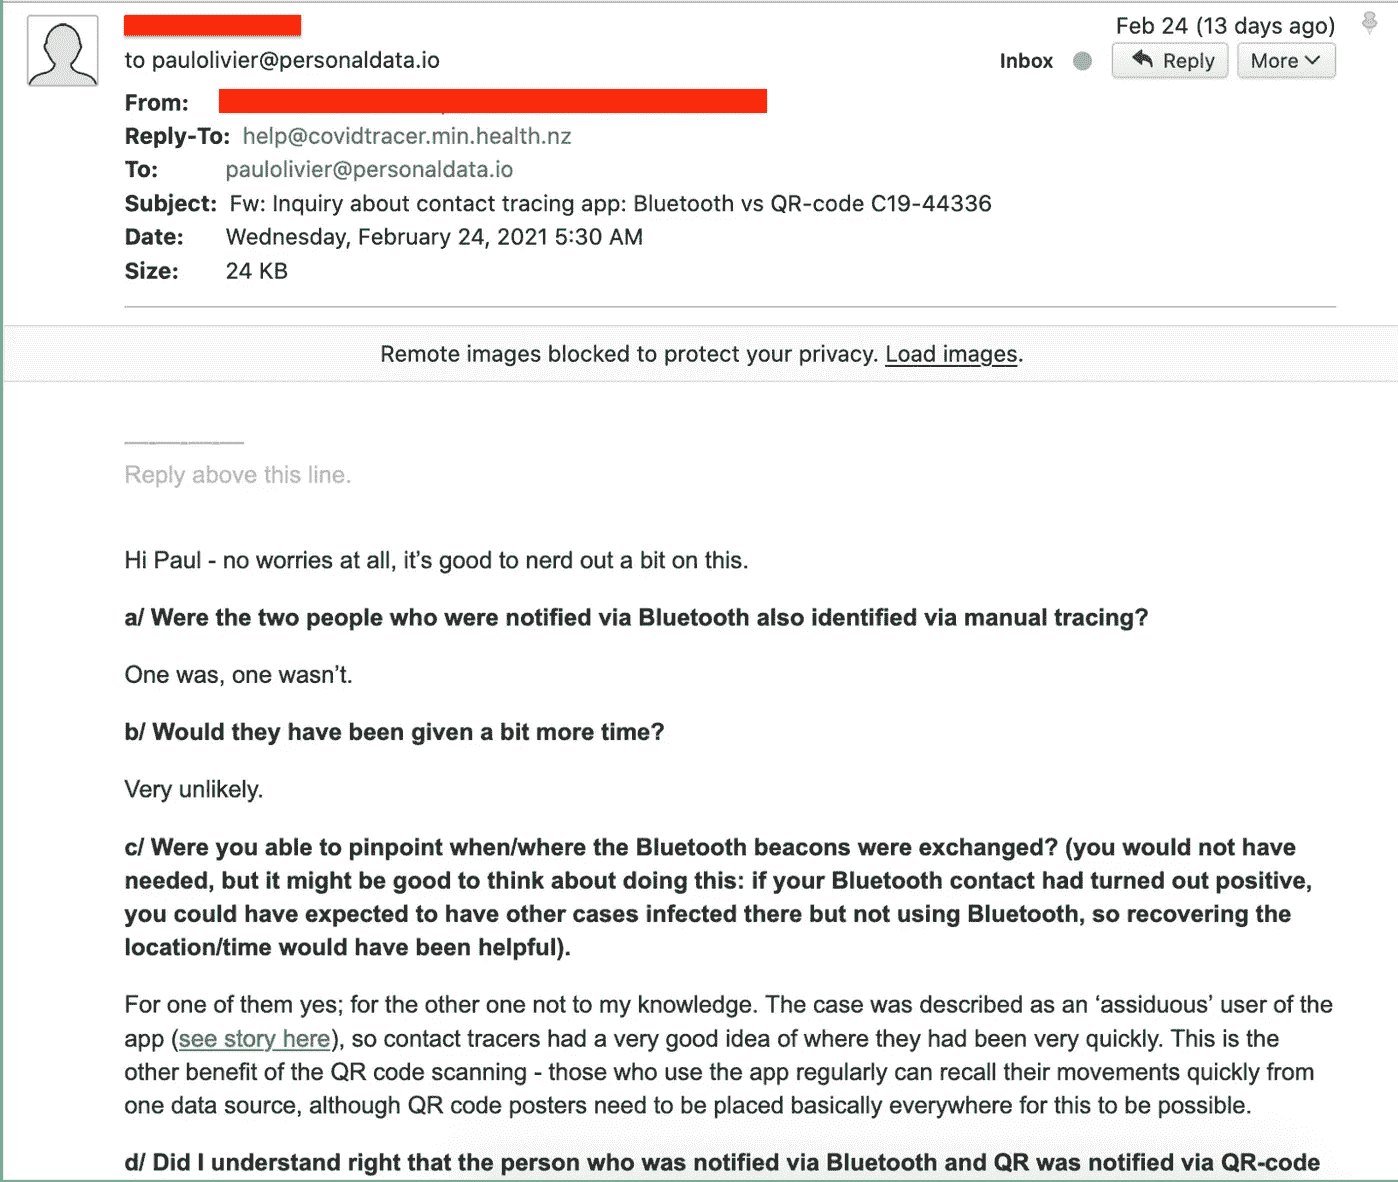 Feb 24 (13 days ago)
to paulolivier@personaldata.io
Inbox
Reply
More
From:
Reply-To: help@covidtracer.min.health.nz
To: paulolivier@personaldata.io
Subject: Fw: Inquiry about contact tracing app: Bluetooth vs QR-code C19-44336
Date: Wednesday, February 24, 2021 5:30 AM
Size: 24 KB
Remote images blocked to protect your privacy. Load images.
Reply above this line.
Hi Paul - no worries at all, it’s good to nerd out a bit on this.
a/ Were the two people who were notified via Bluetooth also identified via manual tracing?
One was, one wasn’t.
b/ Would they have been given a bit more time?
Very unlikely.
c/ Were you able to pinpoint when/where the Bluetooth beacons were exchanged? (you would not have
needed, but it might be good to think about doing this: if your Bluetooth contact had turned out positive,
you could have expected to have other cases infected there but not using Bluetooth, so recovering the
location/time would have been helpful).
For one of them yes; for the other one not to my knowledge. The case was described as an ‘assiduous’ user of the
app (see story here), so contact tracers had a very good idea of where they had been very quickly. This is the
other benefit of the QR code scanning - those who use the app regularly can recall their movements quickly from
one data source, although QR code posters need to be placed basically everywhere for this to be possible.
d/ Did I understand right that the person who was notified via Bluetooth and QR was notified via QR-code